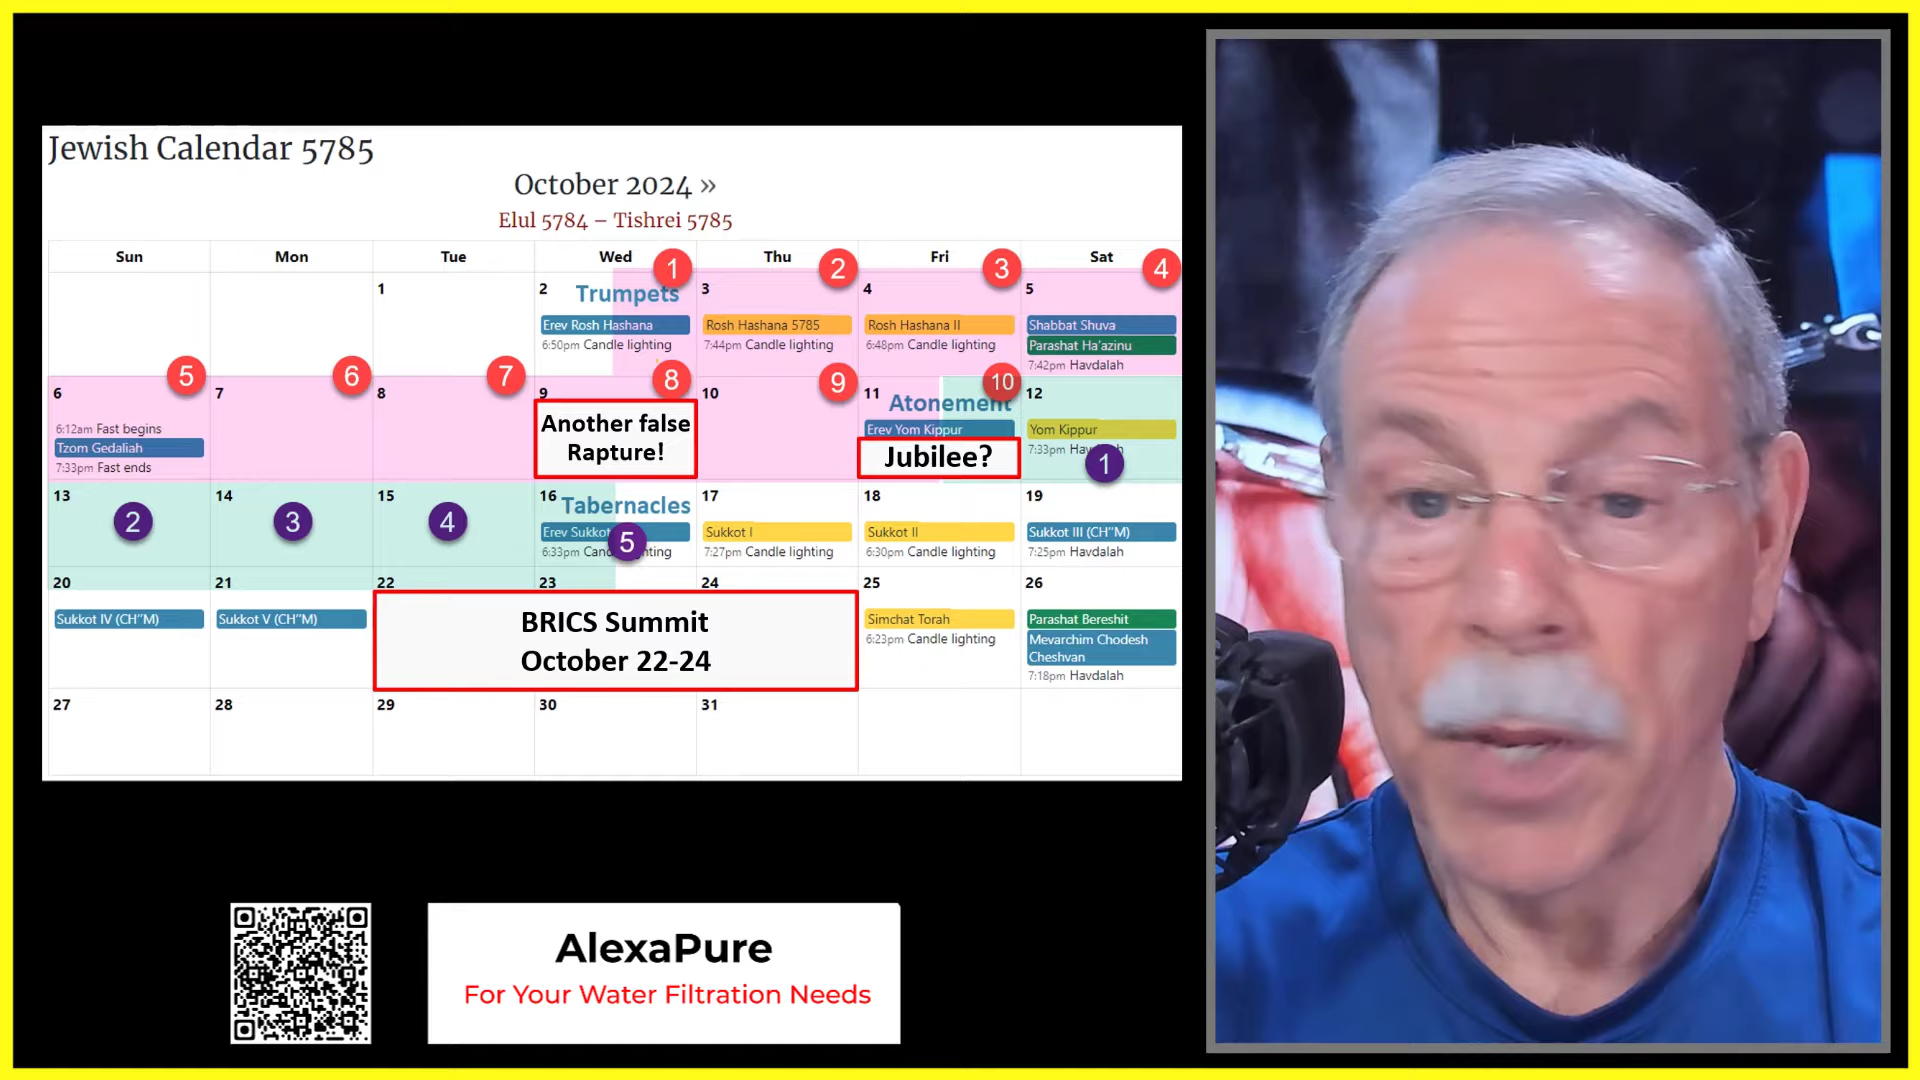 Jewish Calendar 5785
October 2024 »
Elul 5784 – Tishrei 5785
Sun Mon Tue Wed Thu Fri Sat
1 2 3 4
1 2 Trumpets 3 4 5
Erev Rosh Hashana Rosh Hashana 5785 Rosh Hashana II Shabbat Shuva
6:50pm Candle lighting 7:44pm Candle lighting 6:48pm Candle lighting Parashat Ha'azinu
7:42pm Havdalah
5 6 7 8 9 10
6 7 8 9 10 11 Atonement 12
6:12am Fast begins
Tzom Gedaliah
7:33pm Fast ends
Another false
Rapture!
Erev Yom Kippur
Jubilee?
Yom Kippur
7:33pm
1
13 14 15 16 Tabernacles 17 18 19
2 3 4 5
Erev Sukkot Sukkot I Sukkot II Sukkot III (CH"M)
6:33pm 7:27pm Candle lighting 6:30pm Candle lighting 7:25pm Havdalah
20 21 22 23 24 25 26
Sukkot IV (CH"M) Sukkot V (CH"M)
BRICS Summit
October 22-24
Simchat Torah
6:23pm Candle lighting
Parashat Bereshit
Mevarchim Chodesh
Cheshvan
7:18pm Havdalah
27 28 29 30 31
AlexaPure
For Your Water Filtration Needs